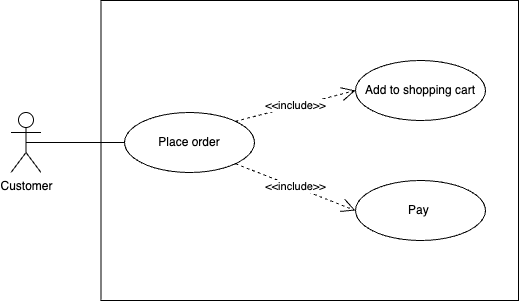 Add to shopping cart
<<include>>
Place order
Customer
<<include>>
Pay